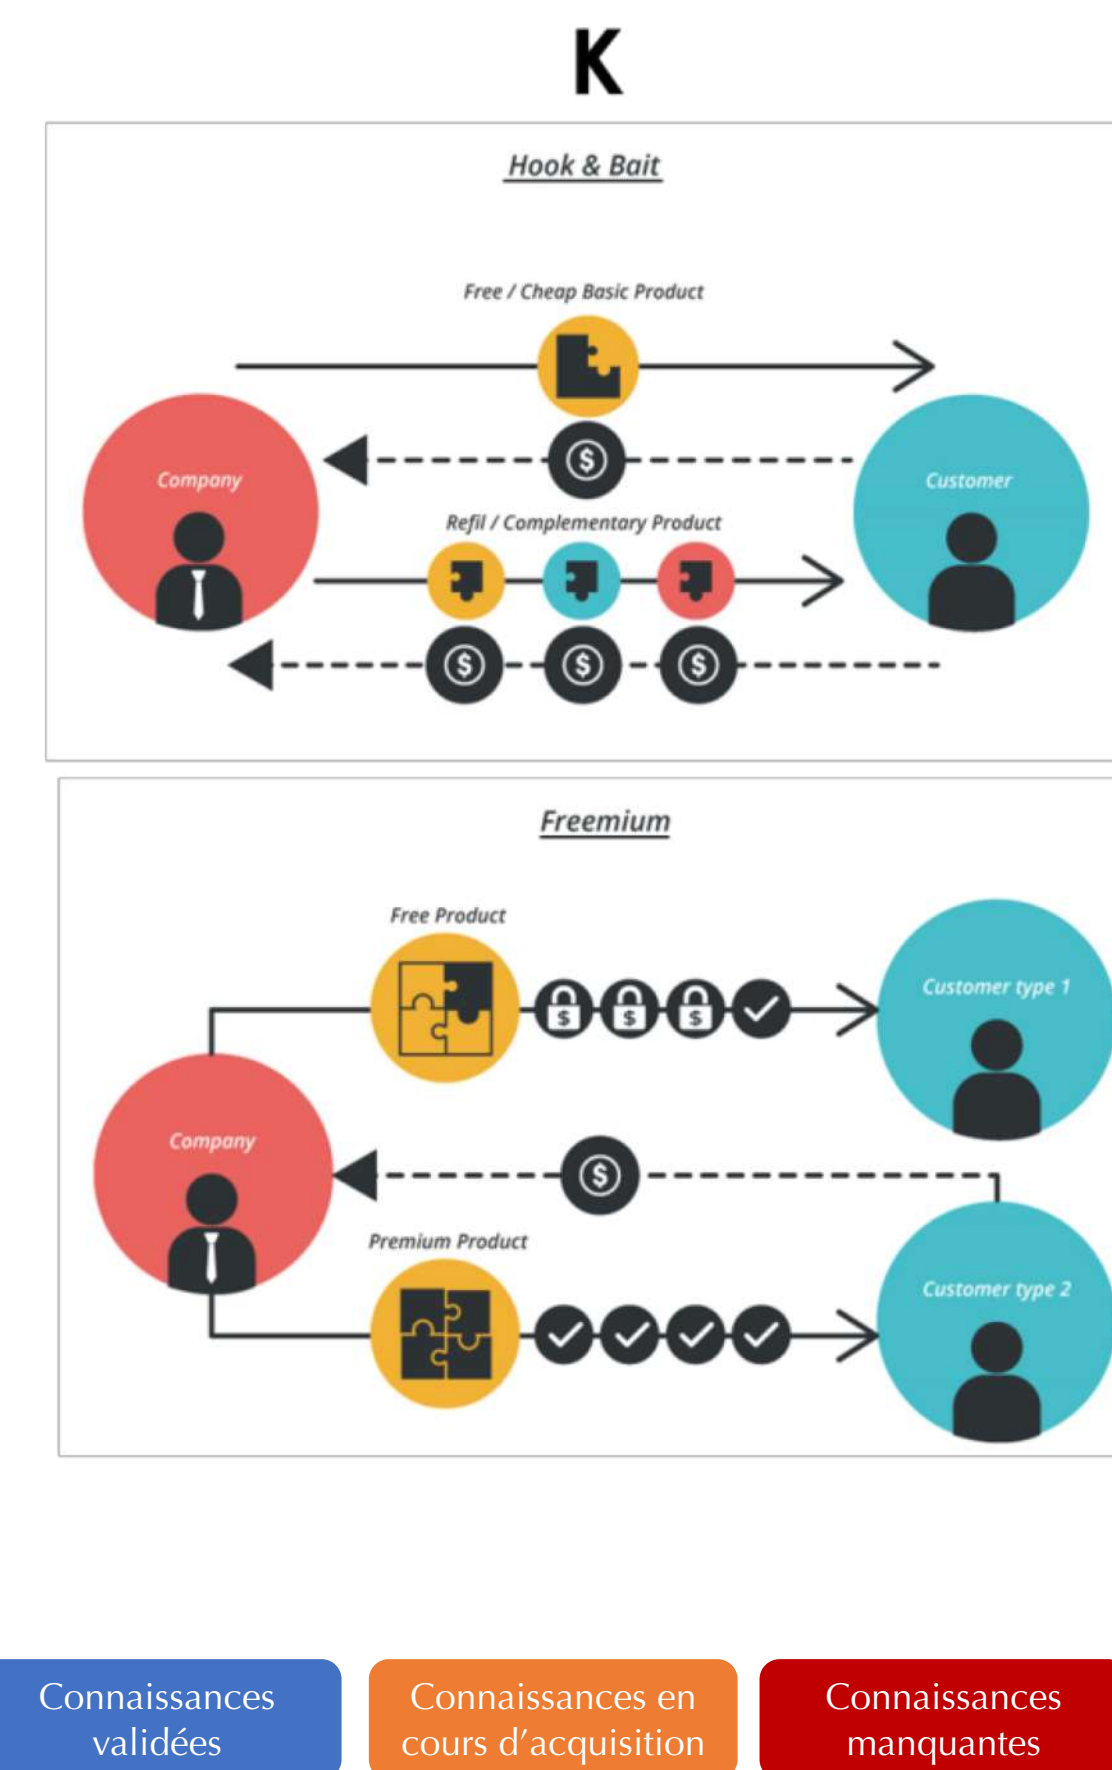 K
Hook & Bait
Free / Cheap Basic Product
$
Company
Customer
Refil / Complementary Product
$ $ $
Freemium
Free Product
$ $ $
Customer type 1
Company
$
Premium Product
Customer type 2
Connaissances
validées
Connaissances en
cours d’acquisition
Connaissances
manquantes